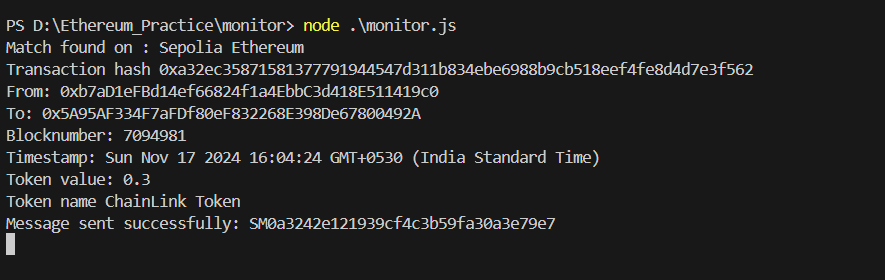 PS D:\Ethereum_Practice\monitor> node .\monitor.js
Match found on : Sepolia Ethereum
Transaction hash 0xa32ec35871581377791944547d311b834ebe6988b9cb518eef4fe8d4d7e3f562
From: 0xb7aD1eFBd14ef66824f1a4EbbC3d418E511419c0
To: 0x5A95AF334F7aFDf80eF832268E398De67800492A
Blocknumber: 7094981
Timestamp: Sun Nov 17 2024 16:04:24 GMT+0530 (India Standard Time)
Token value: 0.3
Token name ChainLink Token
Message sent successfully: SM0a3242e121939cf4c3b59fa30a3e79e7